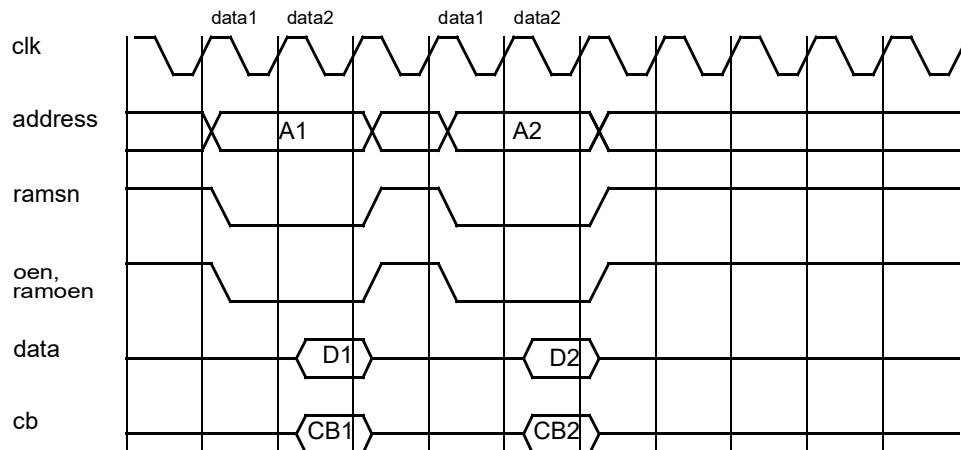 data1 data2 data1 data2
clk
address A1 A2
ramsn
oen,
ramoen
data D1 D2
cb CB1 CB2